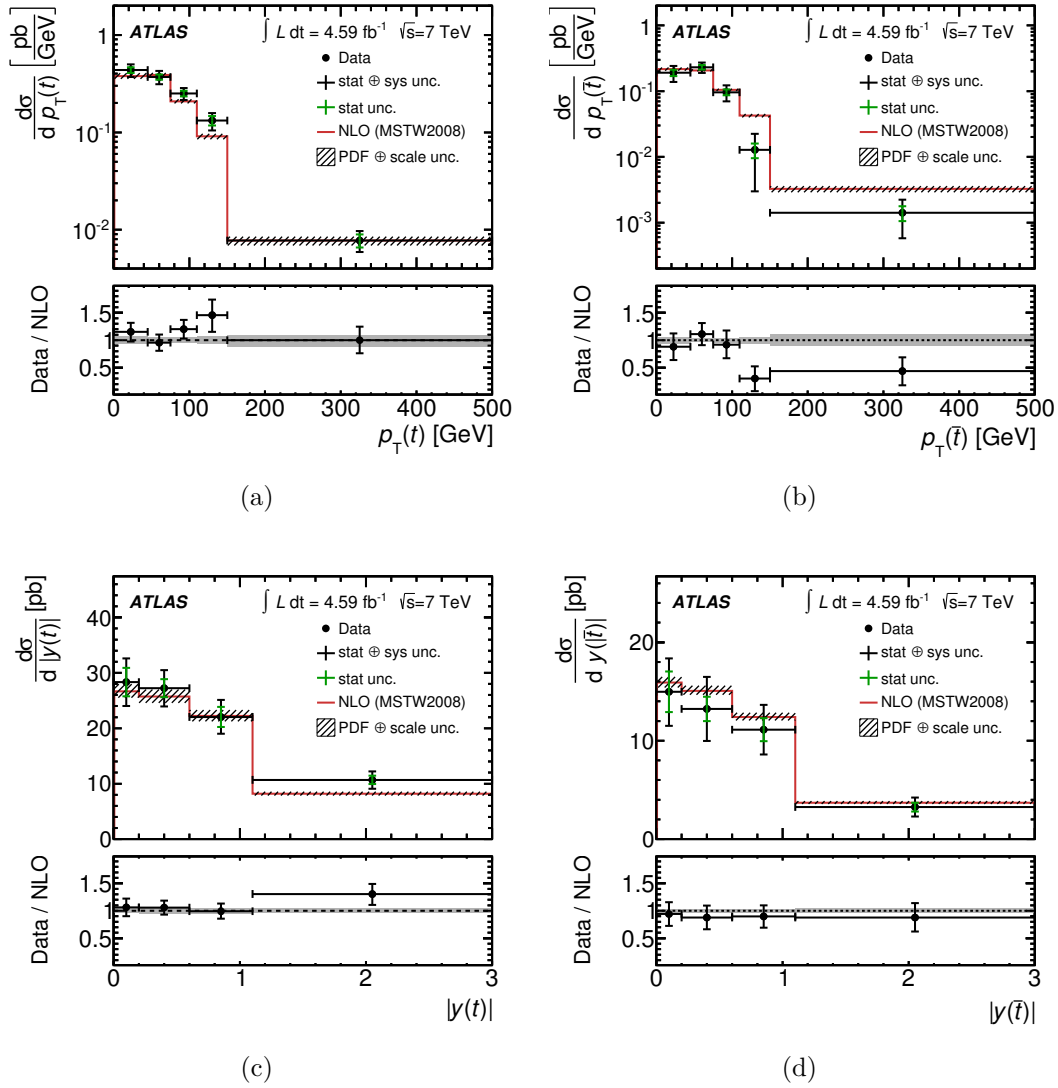 dσ / d p_T(t) [pb/GeV]
ATLAS ∫ L dt = 4.59 fb⁻¹ √s=7 TeV
Data
stat ⊕ sys unc.
stat unc.
NLO (MSTW2008)
PDF ⊕ scale unc.
1
10⁻¹
10⁻²
Data / NLO
1.5
1
0.5
0 100 200 300 400 500
p_T(t) [GeV]
(a)
dσ / d p_T(t̄) [pb/GeV]
ATLAS ∫ L dt = 4.59 fb⁻¹ √s=7 TeV
Data
stat ⊕ sys unc.
stat unc.
NLO (MSTW2008)
PDF ⊕ scale unc.
1
10⁻¹
10⁻²
10⁻³
Data / NLO
1.5
1
0.5
0 100 200 300 400 500
p_T(t̄) [GeV]
(b)
dσ / d |y(t)| [pb]
ATLAS ∫ L dt = 4.59 fb⁻¹ √s=7 TeV
Data
stat ⊕ sys unc.
stat unc.
NLO (MSTW2008)
PDF ⊕ scale unc.
40
30
20
10
0
Data / NLO
1.5
1
0.5
0 1 2 3
|y(t)|
(c)
dσ / d y(|t̄)| [pb]
ATLAS ∫ L dt = 4.59 fb⁻¹ √s=7 TeV
Data
stat ⊕ sys unc.
stat unc.
NLO (MSTW2008)
PDF ⊕ scale unc.
20
10
0
Data / NLO
1.5
1
0.5
0 1 2 3
|y(t̄)|
(d)